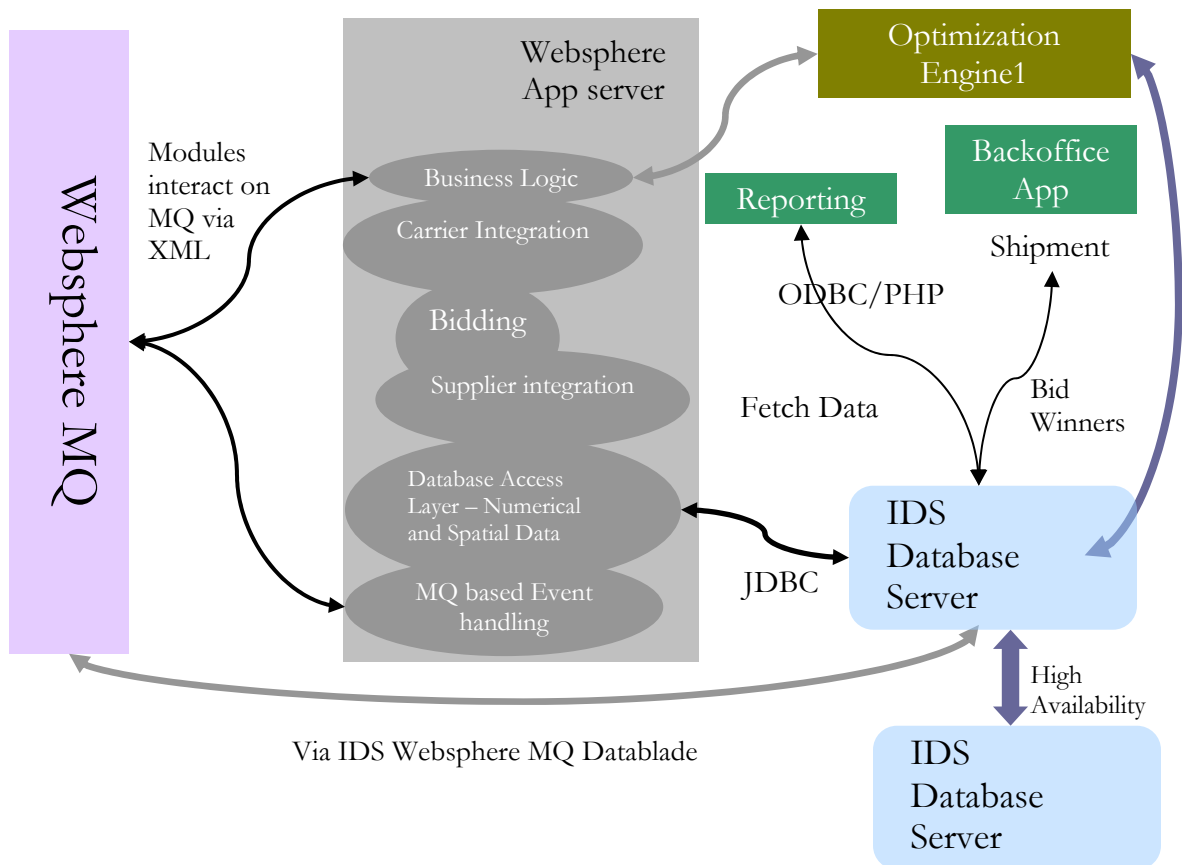 Websphere MQ
Modules
interact on
MQ via
XML
Websphere
App server
Business Logic
Carrier Integration
Bidding
Supplier integration
Database Access
Layer – Numerical
and Spatial Data
MQ based Event
handling
Optimization
Engine1
Reporting
Backoffice
App
Shipment
ODBC/PHP
Fetch Data
Bid
Winners
JDBC
IDS
Database
Server
High
Availability
Via IDS Websphere MQ Datablade
IDS
Database
Server